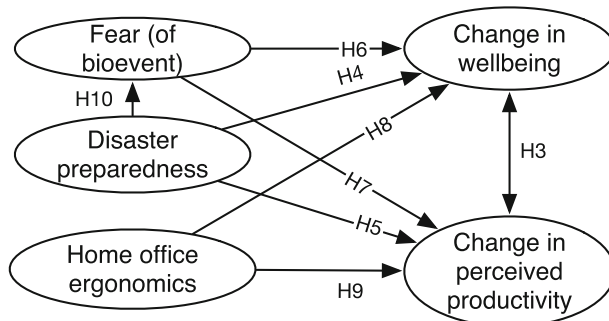 Fear (of
bioevent)
H6
Change in
wellbeing
H4
H10
H8
Disaster
preparedness
H3
H7
H5
Home office
ergonomics
H9
Change in
perceived
productivity